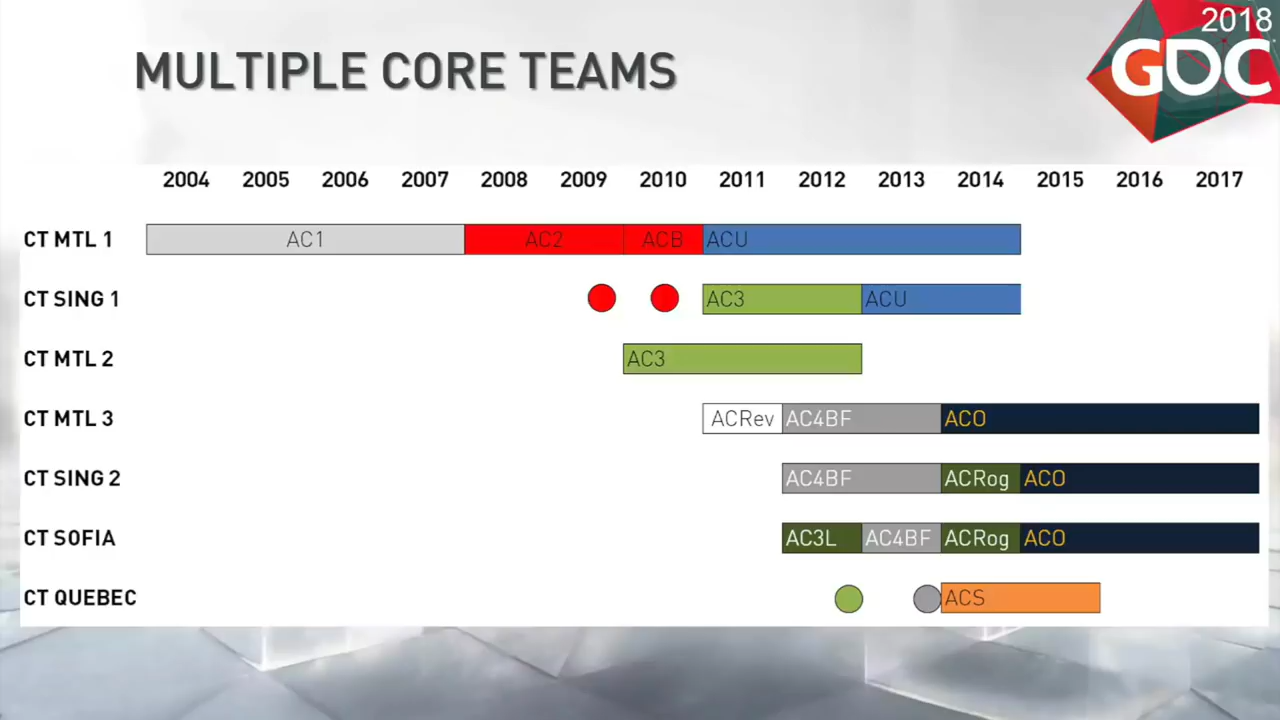 2018
GDC
MULTIPLE CORE TEAMS
2004 2005 2006 2007 2008 2009 2010 2011 2012 2013 2014 2015 2016 2017
CT MTL 1 AC1 AC2 ACB ACU
CT SING 1 AC3 ACU
CT MTL 2 AC3
CT MTL 3 ACRev AC4BF ACO
CT SING 2 AC4BF ACRog ACO
CT SOFIA AC3L AC4BF ACRog ACO
CT QUEBEC ACS